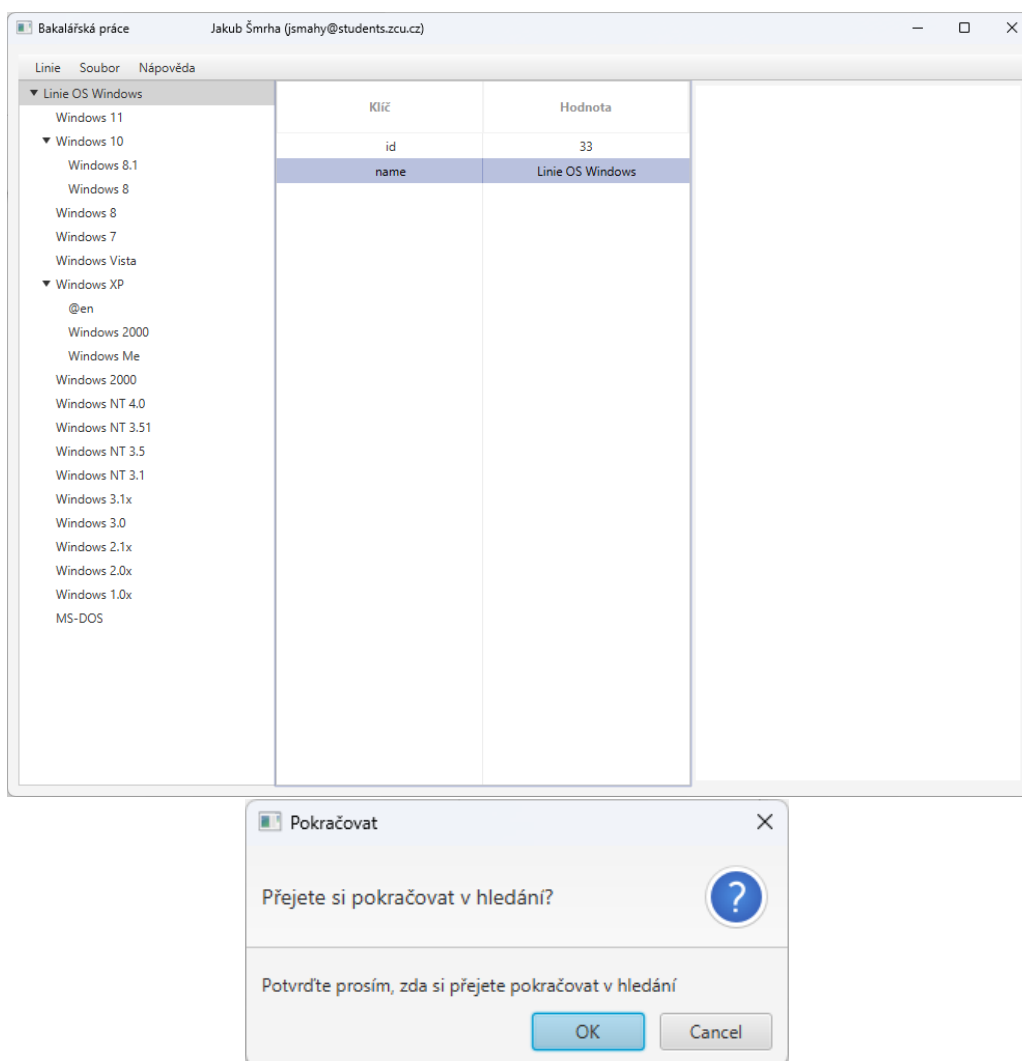 Bakalářská práce Jakub Šmrha (jsmahy@students.zcu.cz)
Linie Soubor Nápověda
Linie OS Windows
Windows 11
Windows 10
Windows 8.1
Windows 8
Windows 8
Windows 7
Windows Vista
Windows XP
@en
Windows 2000
Windows Me
Windows 2000
Windows NT 4.0
Windows NT 3.51
Windows NT 3.5
Windows NT 3.1
Windows 3.1x
Windows 3.0
Windows 2.1x
Windows 2.0x
Windows 1.0x
MS-DOS
Klíč Hodnota
id 33
name Linie OS Windows
Pokračovat
Přejete si pokračovat v hledání?
Potvrďte prosím, zda si přejete pokračovat v hledání
OK Cancel